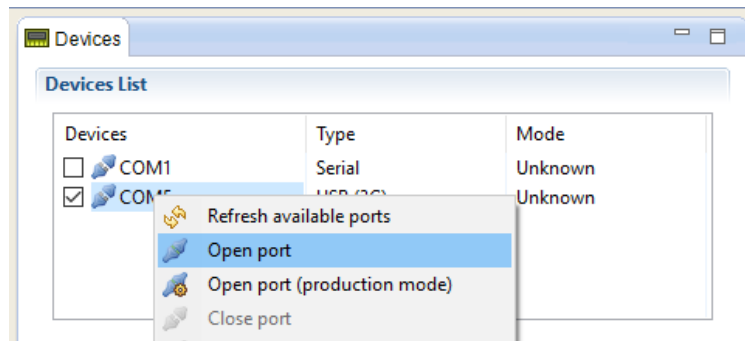 Devices
Devices List
Devices Type Mode
COM1 Serial Unknown
Unknown
Refresh available ports
Open port
Open port (production mode)
Close port